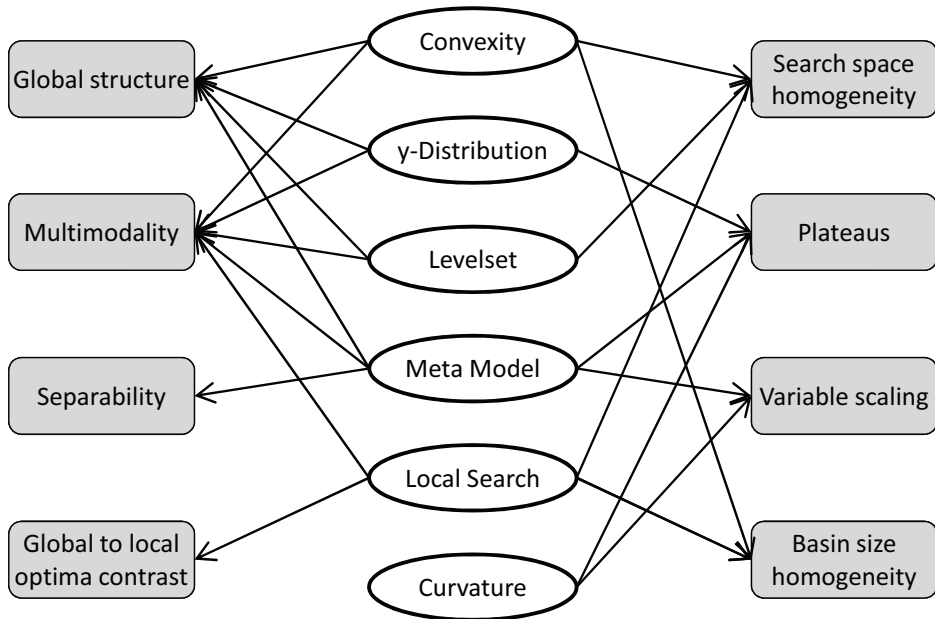 Global structure
Multimodality
Separability
Global to local
optima contrast
Convexity
y-Distribution
Levelset
Meta Model
Local Search
Curvature
Search space
homogeneity
Plateaus
Variable scaling
Basin size
homogeneity